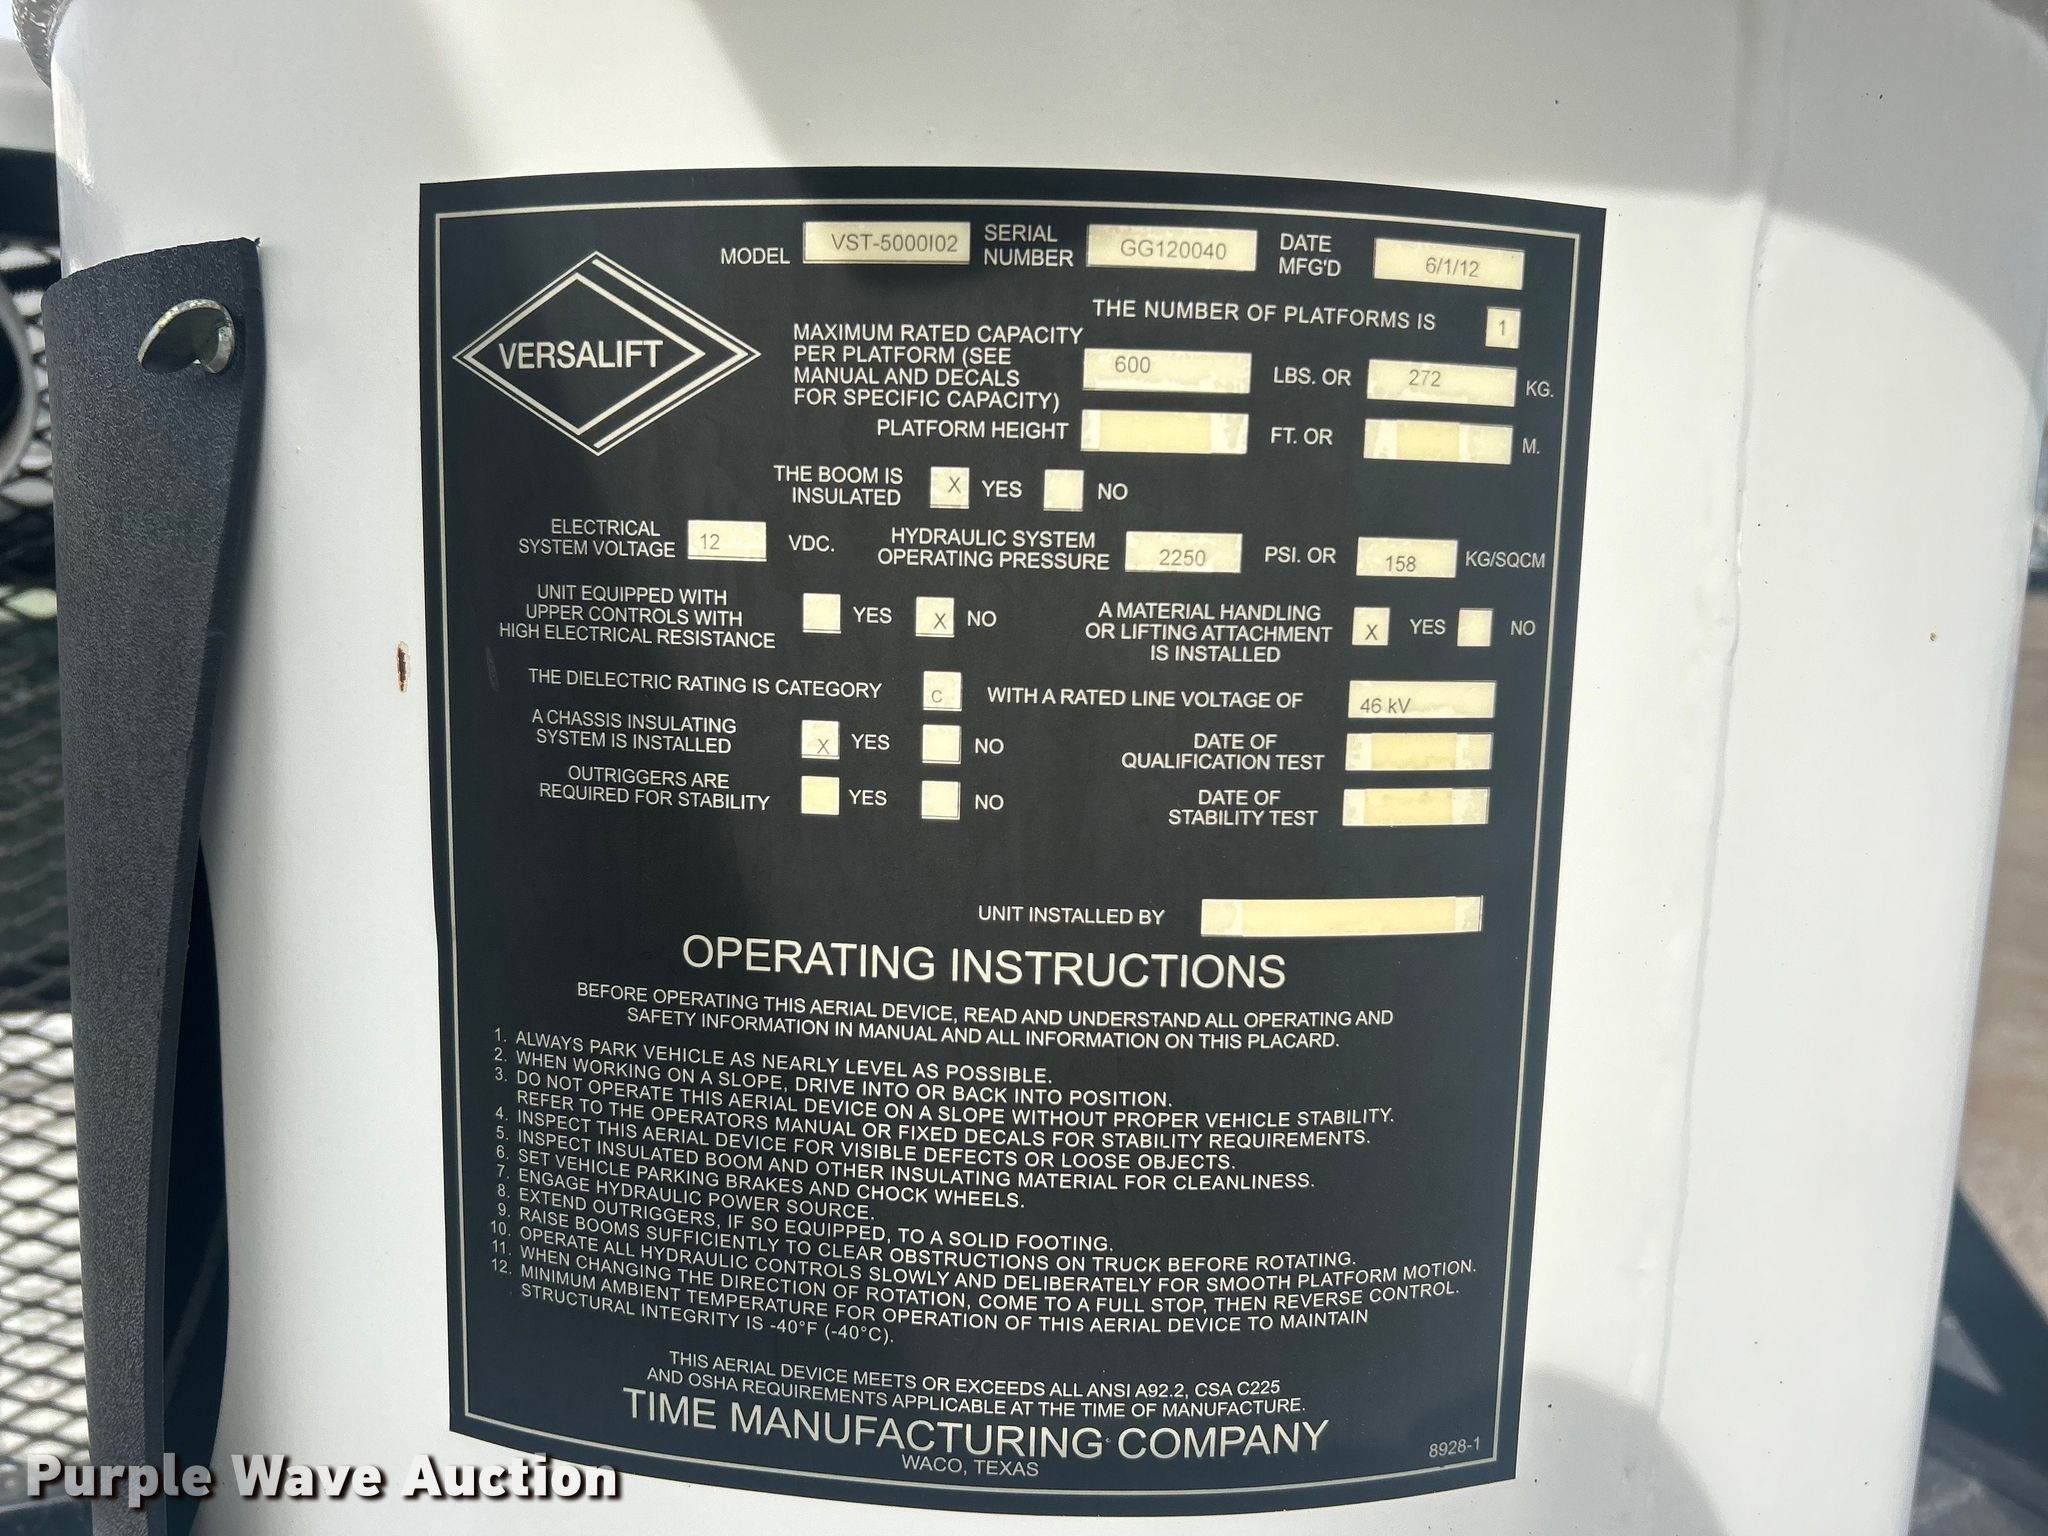 MODEL VST-5000I02 SERIAL NUMBER GG120040 DATE MFG'D 6/1/12
THE NUMBER OF PLATFORMS IS 1
VERSALIFT
MAXIMUM RATED CAPACITY
PER PLATFORM (SEE
MANUAL AND DECALS
FOR SPECIFIC CAPACITY)
600 LBS. OR 272 KG.
PLATFORM HEIGHT FT. OR M.
THE BOOM IS
INSULATED X YES NO
ELECTRICAL
SYSTEM VOLTAGE 12 VDC.
HYDRAULIC SYSTEM
OPERATING PRESSURE 2250 PSI. OR 158 KG/SQCM
UNIT EQUIPPED WITH
UPPER CONTROLS WITH
HIGH ELECTRICAL RESISTANCE
YES X NO
A MATERIAL HANDLING
OR LIFTING ATTACHMENT
IS INSTALLED
X YES NO
THE DIELECTRIC RATING IS CATEGORY C WITH A RATED LINE VOLTAGE OF 46 kV
A CHASSIS INSULATING
SYSTEM IS INSTALLED X YES NO
DATE OF
QUALIFICATION TEST
OUTRIGGERS ARE
REQUIRED FOR STABILITY YES NO
DATE OF
STABILITY TEST
UNIT INSTALLED BY
OPERATING INSTRUCTIONS
BEFORE OPERATING THIS AERIAL DEVICE, READ AND UNDERSTAND ALL OPERATING AND
SAFETY INFORMATION IN MANUAL AND ALL INFORMATION ON THIS PLACARD.
1. ALWAYS PARK VEHICLE AS NEARLY LEVEL AS POSSIBLE.
2. WHEN WORKING ON A SLOPE, DRIVE INTO OR BACK INTO POSITION.
3. DO NOT OPERATE THIS AERIAL DEVICE ON A SLOPE WITHOUT PROPER VEHICLE STABILITY.
REFER TO THE OPERATORS MANUAL OR FIXED DECALS FOR STABILITY REQUIREMENTS.
4. INSPECT THIS AERIAL DEVICE FOR VISIBLE DEFECTS OR LOOSE OBJECTS.
5. INSPECT INSULATED BOOM AND OTHER INSULATING MATERIAL FOR CLEANLINESS.
6. SET VEHICLE PARKING BRAKES AND CHOCK WHEELS.
7. ENGAGE HYDRAULIC POWER SOURCE.
8. EXTEND OUTRIGGERS, IF SO EQUIPPED, TO A SOLID FOOTING.
9. RAISE BOOMS SUFFICIENTLY TO CLEAR OBSTRUCTIONS ON TRUCK BEFORE ROTATING.
10. OPERATE ALL HYDRAULIC CONTROLS SLOWLY AND DELIBERATELY FOR SMOOTH PLATFORM MOTION.
11. WHEN CHANGING THE DIRECTION OF ROTATION, COME TO A FULL STOP, THEN REVERSE CONTROL.
12. MINIMUM AMBIENT TEMPERATURE FOR OPERATION OF THIS AERIAL DEVICE TO MAINTAIN
STRUCTURAL INTEGRITY IS -40°F (-40°C).
THIS AERIAL DEVICE MEETS OR EXCEEDS ALL ANSI A92.2, CSA C225
AND OSHA REQUIREMENTS APPLICABLE AT THE TIME OF MANUFACTURE.
TIME MANUFACTURING COMPANY
WACO, TEXAS
8928-1
Purple Wave Auction